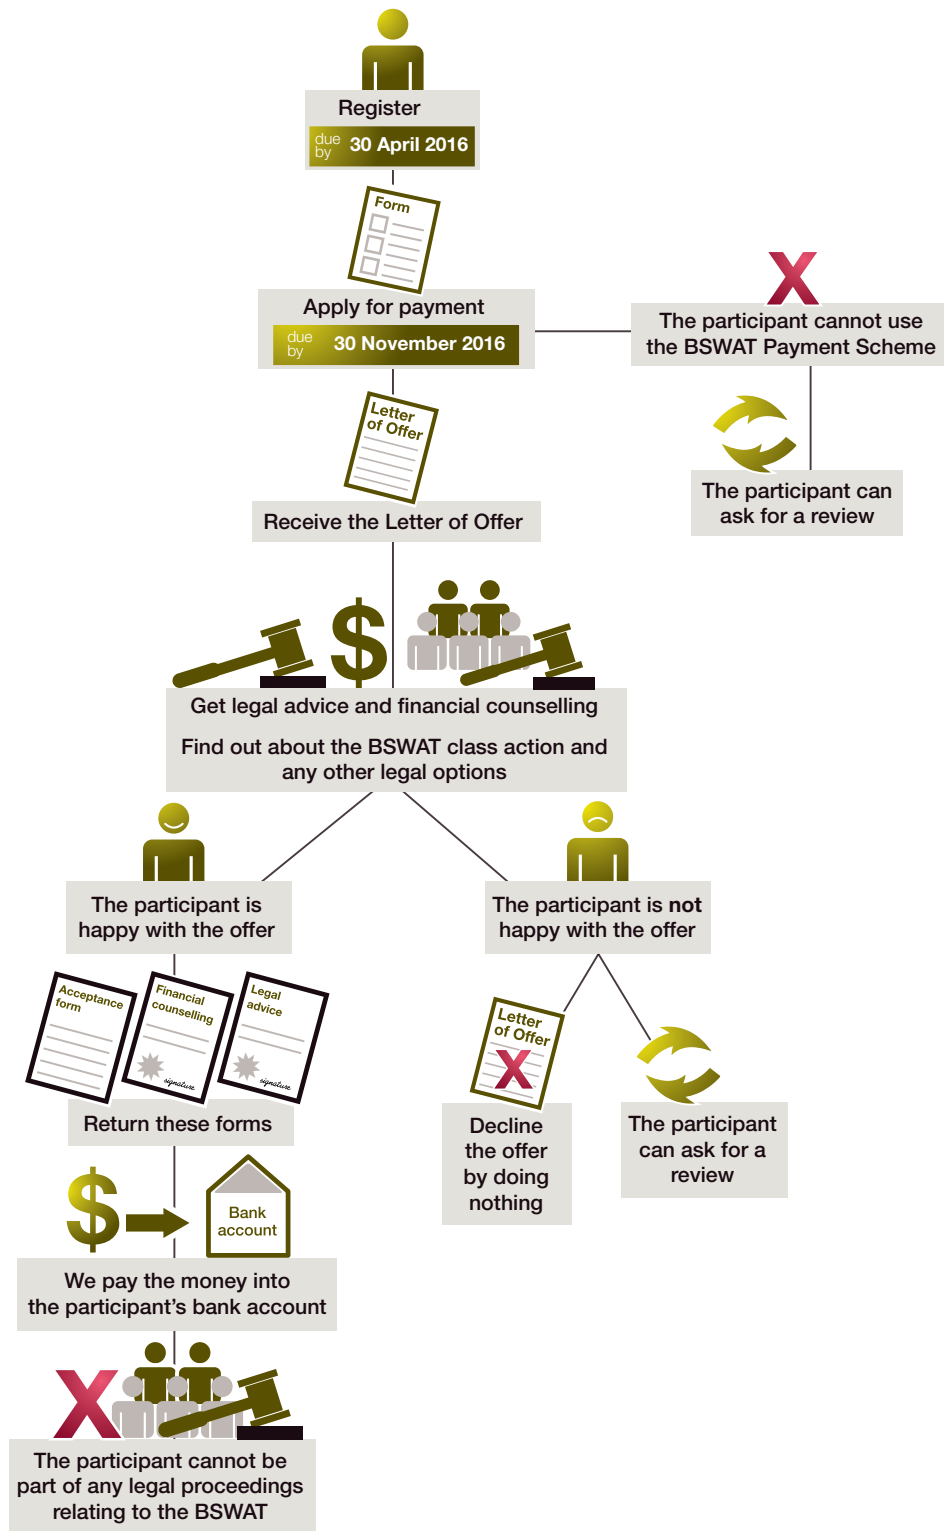 Register
due
by
30 April 2016
Form
Apply for payment
due
by
30 November 2016
The participant cannot use
the BSWAT Payment Scheme
The participant can
ask for a review
Letter
of Offer
Receive the Letter of Offer
$
Get legal advice and financial counselling
Find out about the BSWAT class action and
any other legal options
The participant is
happy with the offer
The participant is not
happy with the offer
Acceptance
form
Financial
counselling
signature
Legal
advice
signature
Return these forms
Letter
of Offer
Decline
the offer
by doing
nothing
The participant
can ask for a
review
$
Bank
account
We pay the money into
the participant’s bank account
The participant cannot be
part of any legal proceedings
relating to the BSWAT